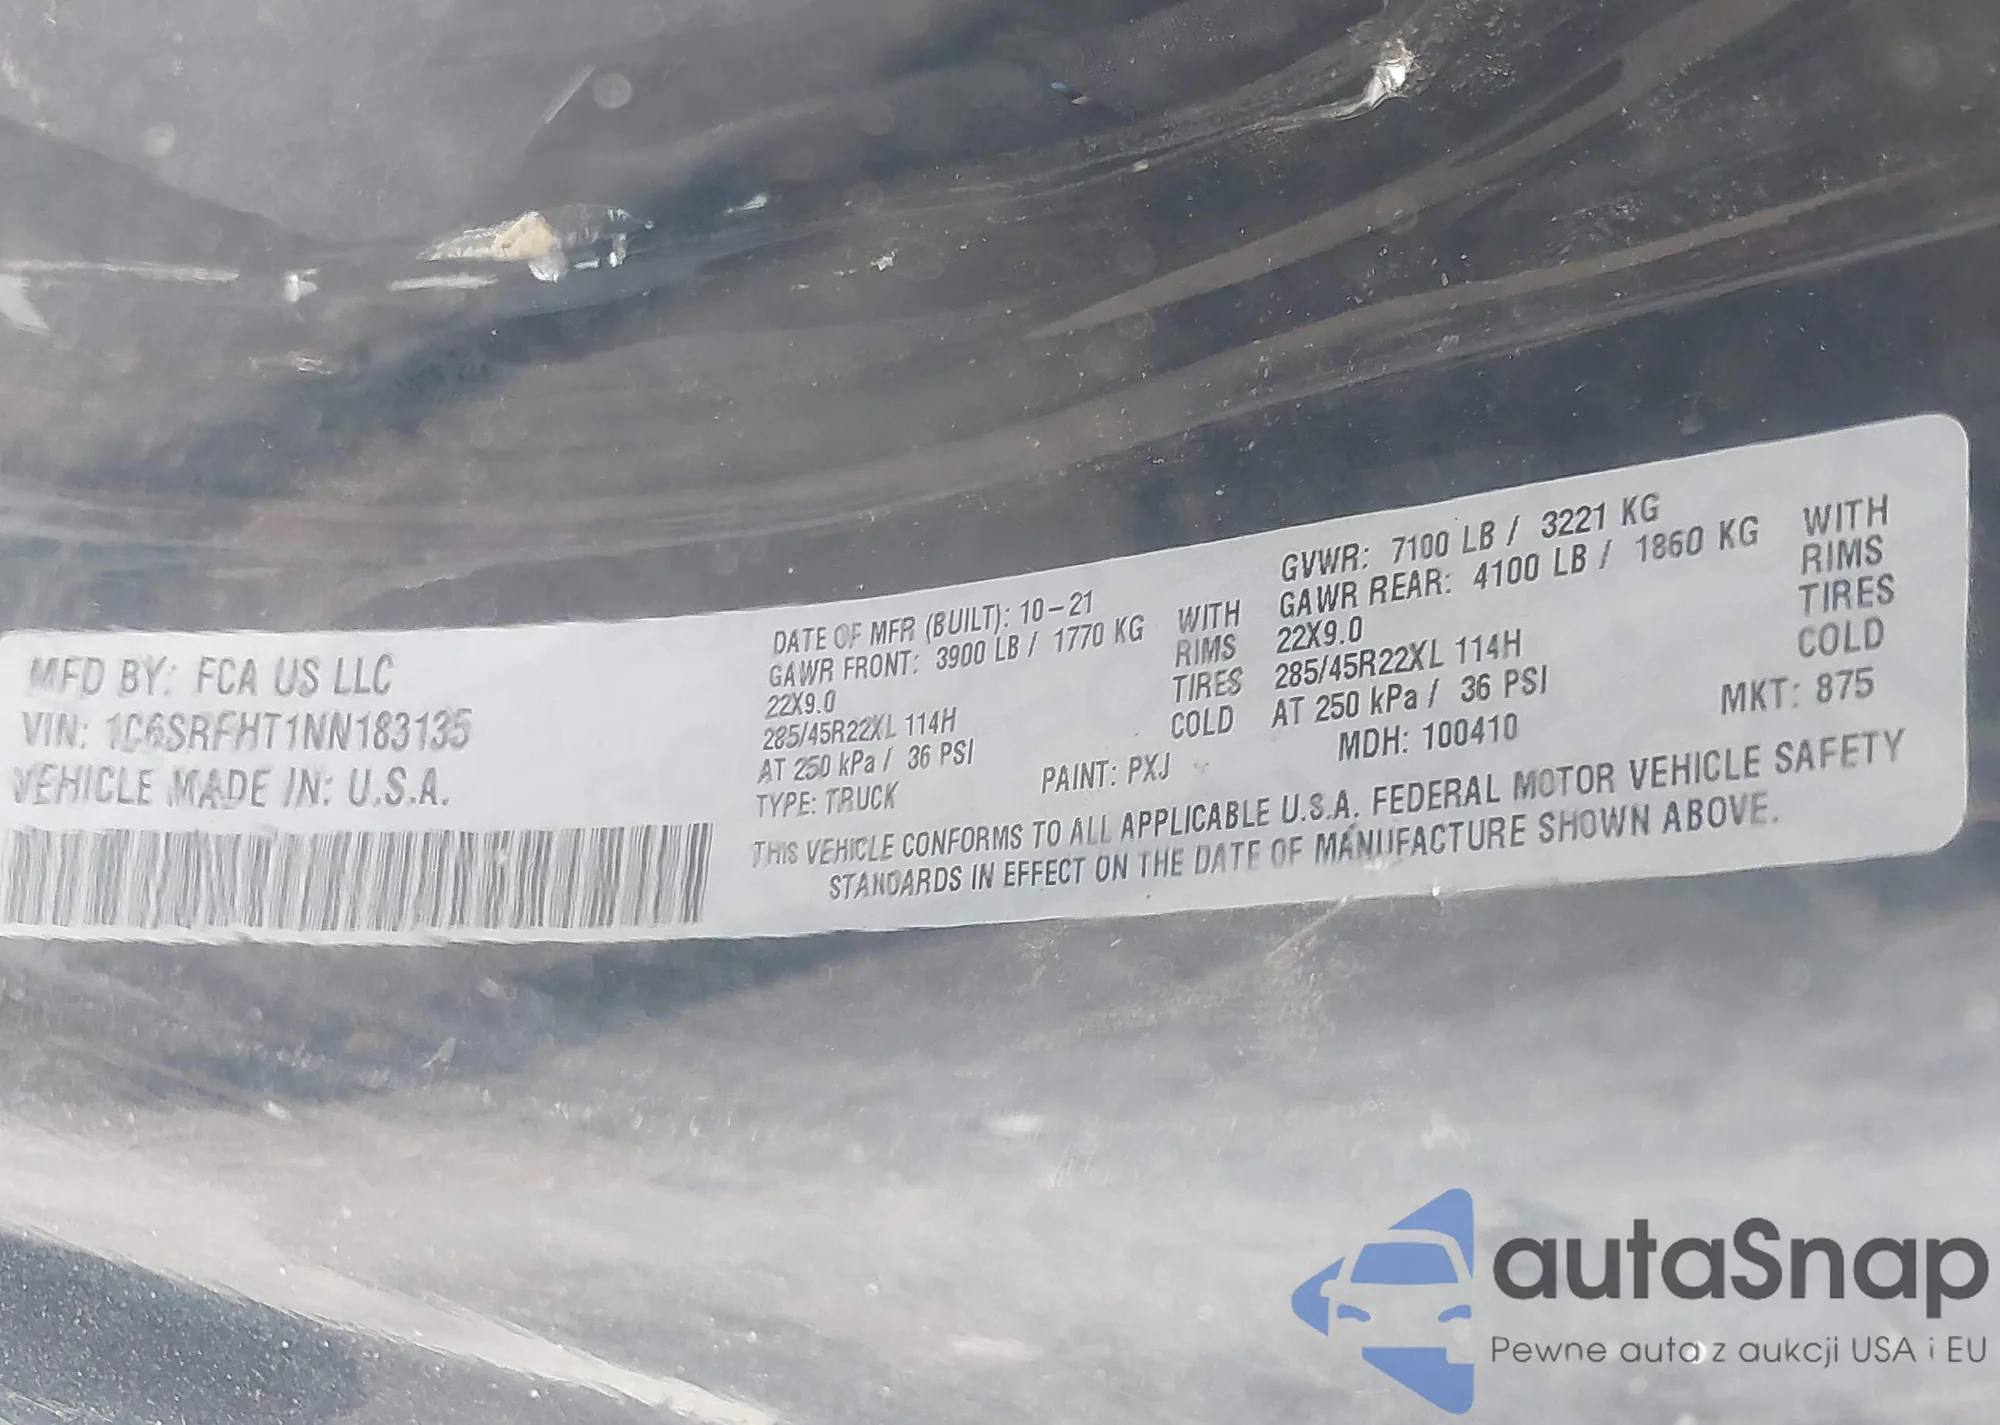 MFD BY: FCA US LLC
VIN: 1C6SRFHT1NN183135
VEHICLE MADE IN: U.S.A.
DATE OF MFR (BUILT): 10-21
GAWR FRONT: 3900 LB / 1770 KG WITH
22X9.0 RIMS
285/45R22XL 114H TIRES
AT 250 kPa / 36 PSI COLD
TYPE: TRUCK PAINT: PXJ
GVWR: 7100 LB / 3221 KG
GAWR REAR: 4100 LB / 1860 KG WITH
22X9.0 RIMS
285/45R22XL 114H TIRES
AT 250 kPa / 36 PSI COLD
MDH: 100410 MKT: 875
THIS VEHICLE CONFORMS TO ALL APPLICABLE U.S.A. FEDERAL MOTOR VEHICLE SAFETY
STANDARDS IN EFFECT ON THE DATE OF MANUFACTURE SHOWN ABOVE.
autaSnap
Pewne auta z aukcji USA i EU